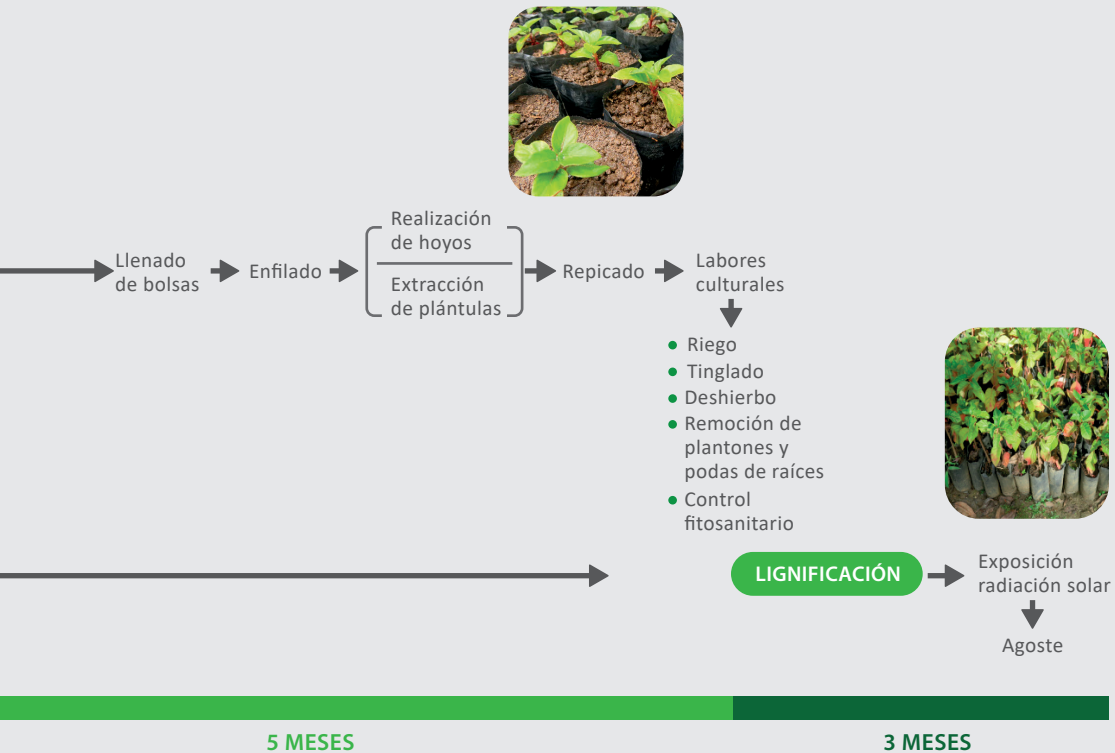 Llenado
de bolsas
Enfilado
Realización
de hoyos
Extracción
de plántulas
Repicado
Labores
culturales
Riego
Tinglado
Deshierbo
Remoción de
plantones y
podas de raíces
Control
fitosanitario
LIGNIFICACIÓN
Exposición
radiación solar
Agoste
5 MESES
3 MESES